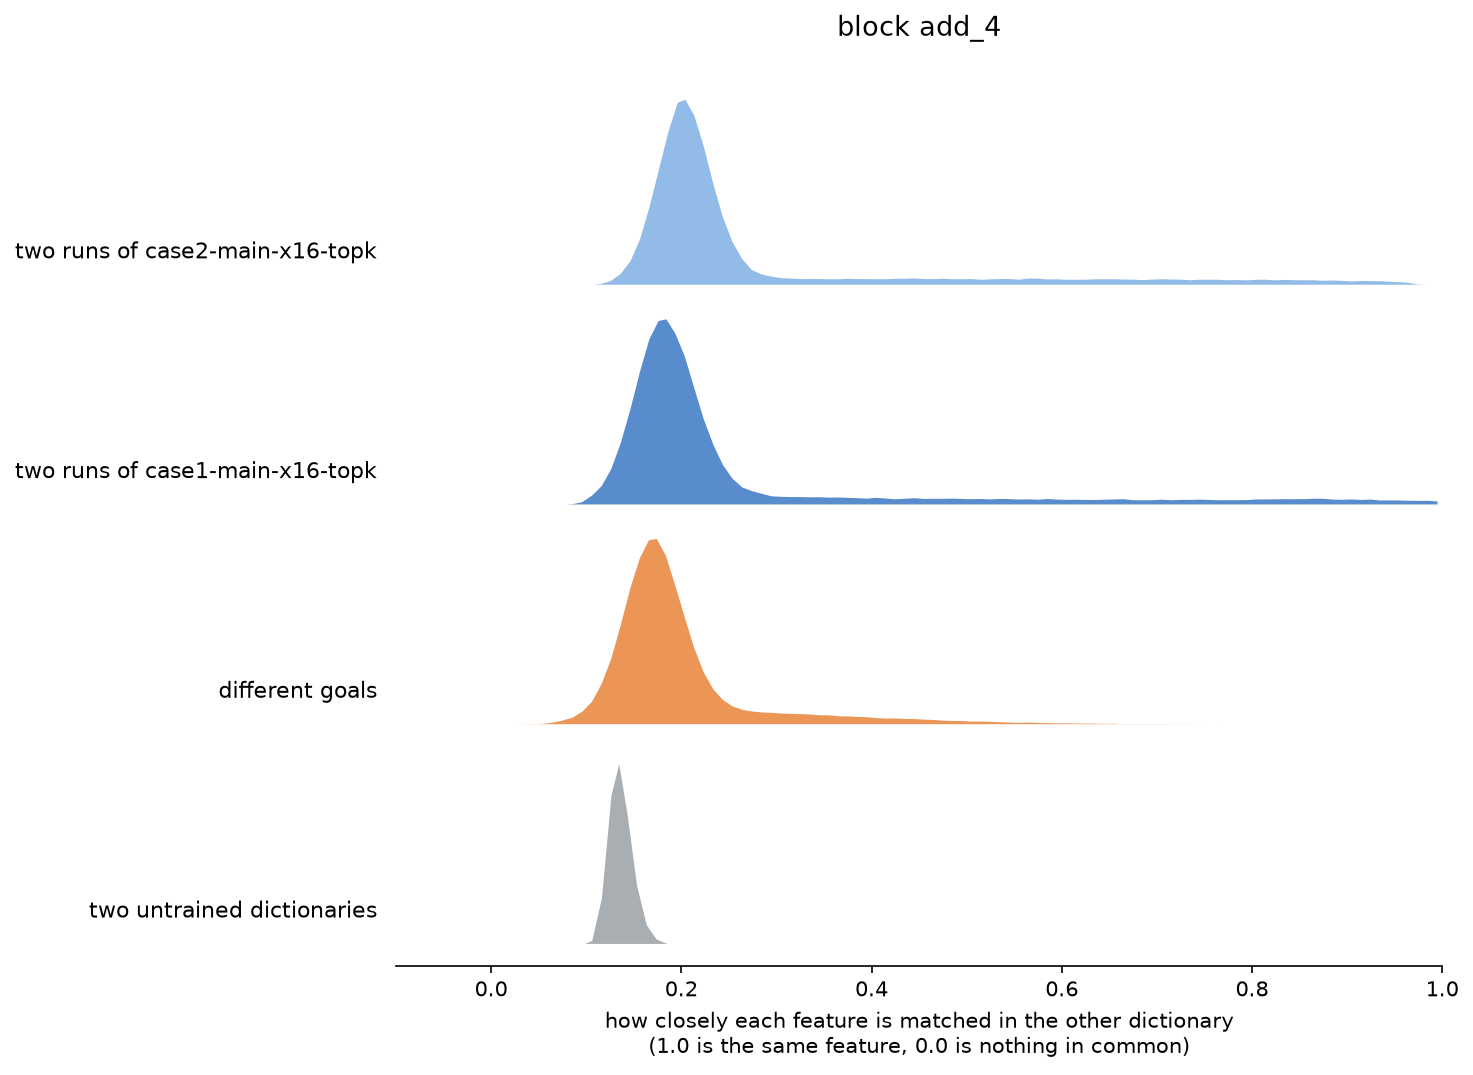 block add_4
two runs of case2-main-x16-topk
two runs of case1-main-x16-topk
different goals
two untrained dictionaries
0.0 0.2 0.4 0.6 0.8 1.0
how closely each feature is matched in the other dictionary
(1.0 is the same feature, 0.0 is nothing in common)